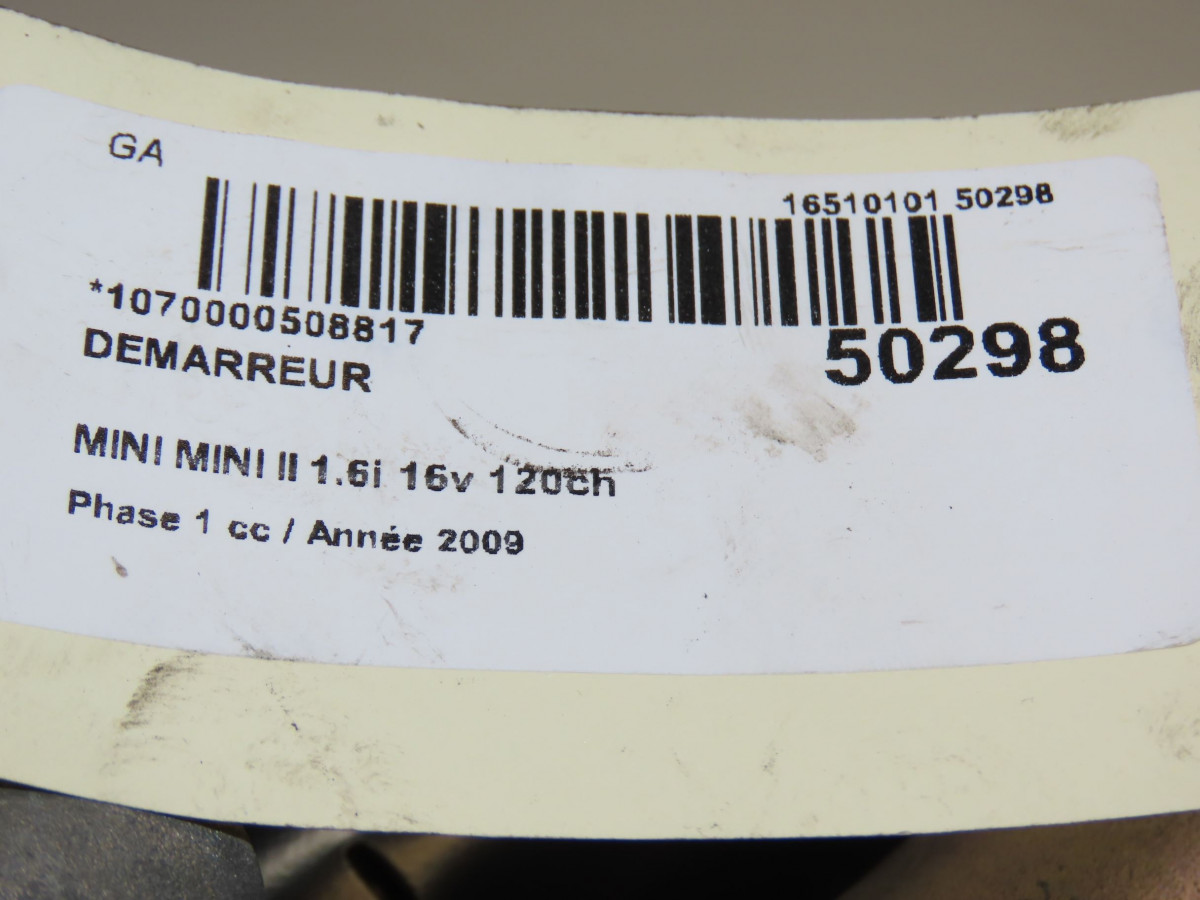 GA
16510101 50298
*1070000508817
50298
DEMARREUR
MINI MINI II 1.6i 16v 120ch
Phase 1 cc / Année 2009